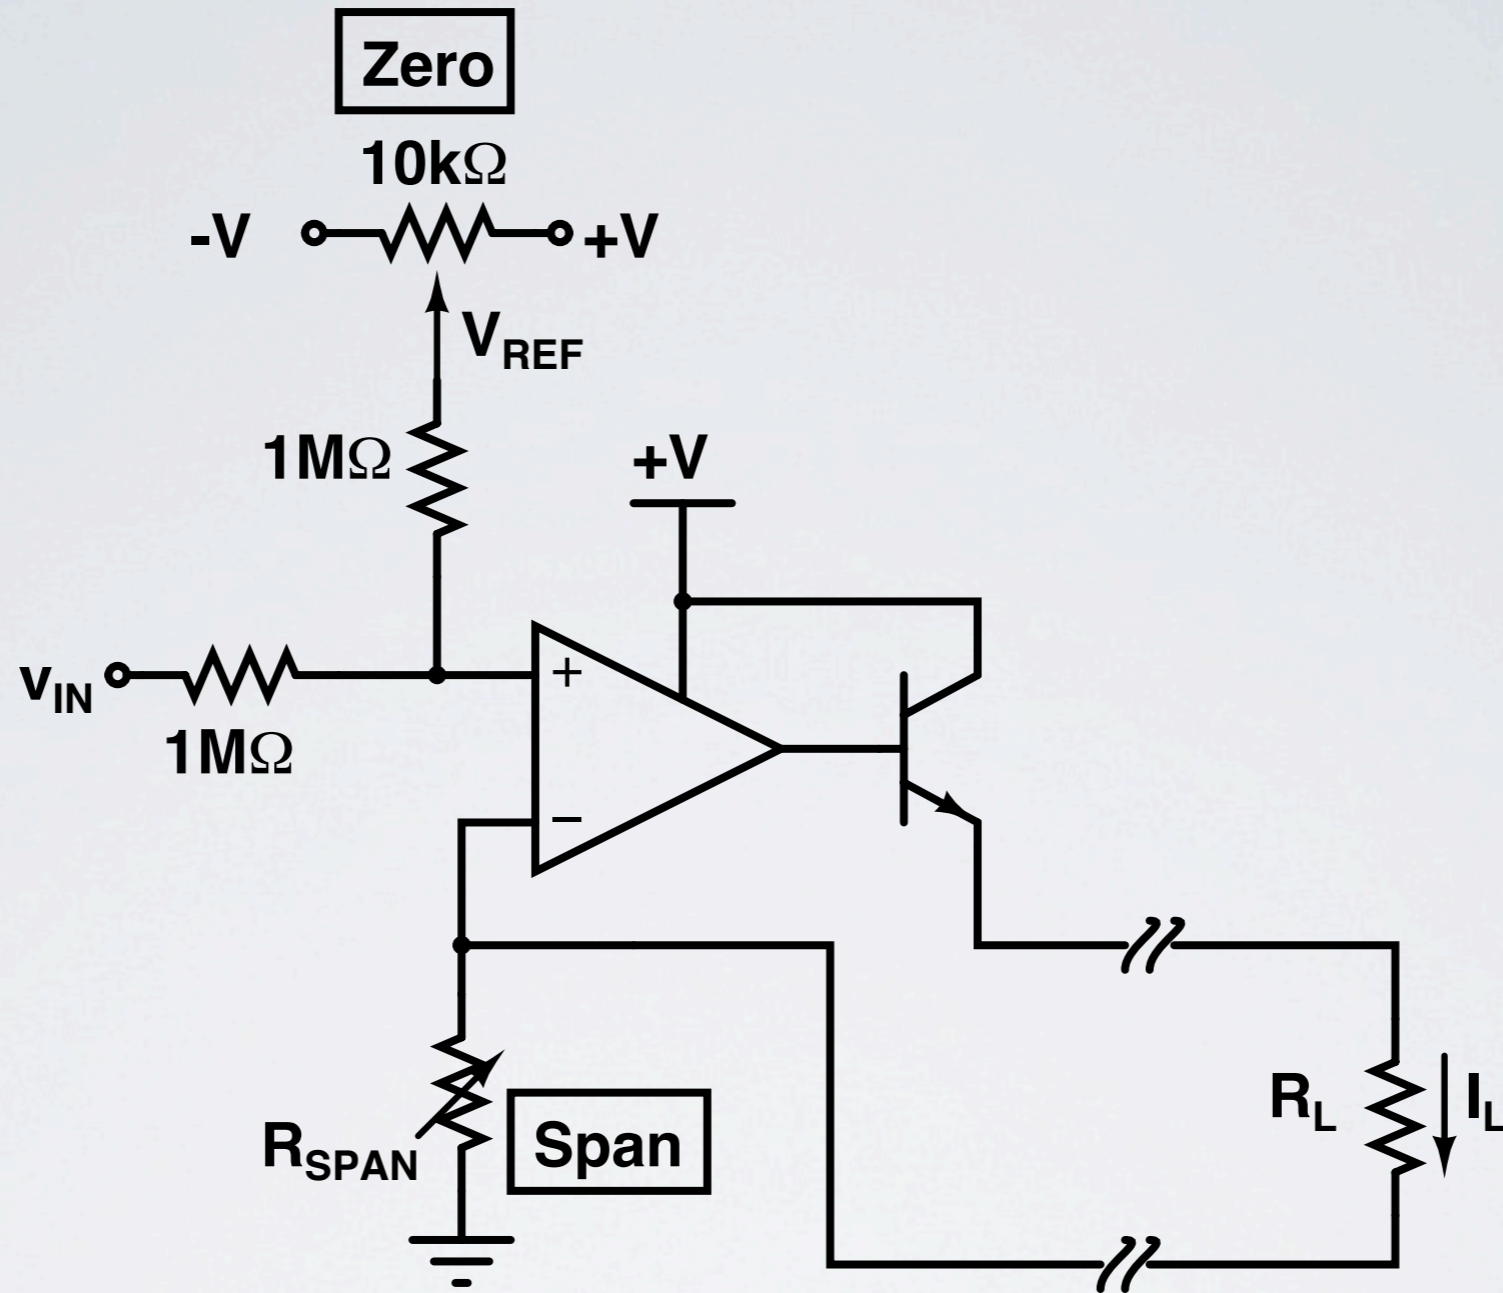 Zero
10kΩ
-V +V
VREF
1MΩ
+V
vIN
1MΩ
+
−
RSPAN
Span
RL
IL